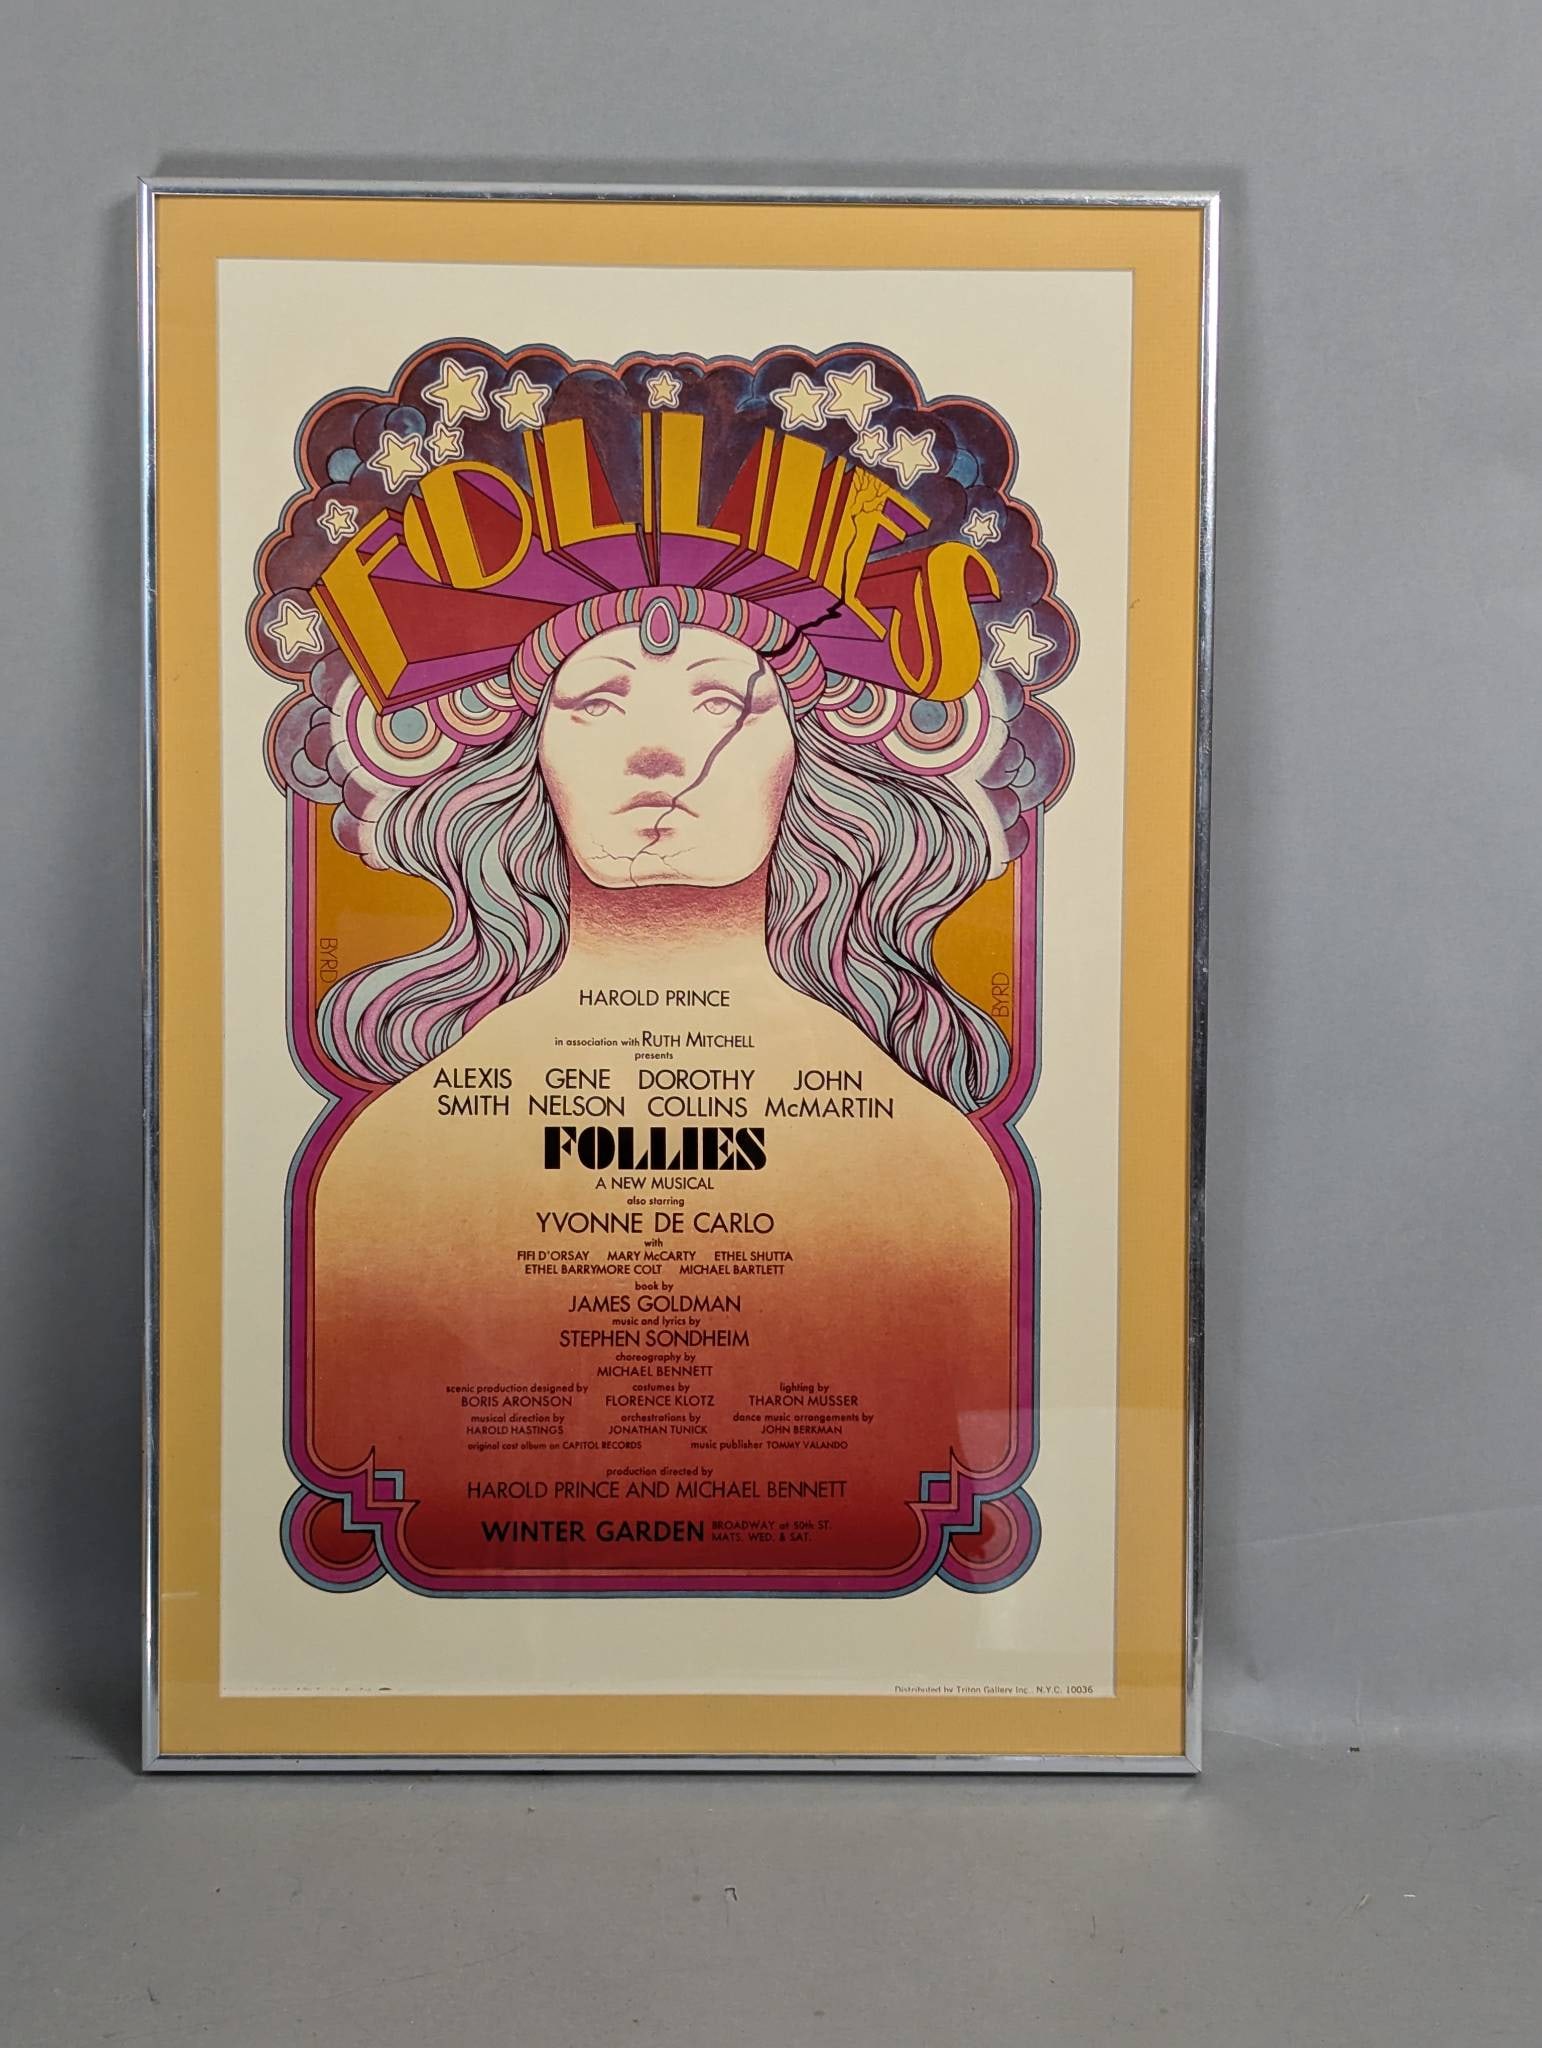 FOLLIES
BYRD
BYRD
HAROLD PRINCE
in association with RUTH MITCHELL
presents
ALEXIS GENE DOROTHY JOHN
SMITH NELSON COLLINS McMARTIN
FOLLIES
A NEW MUSICAL
also starring
YVONNE DE CARLO
with
FIFI D'ORSAY MARY McCARTY ETHEL SHUTTA
ETHEL BARRYMORE COLT MICHAEL BARTLETT
book by
JAMES GOLDMAN
music and lyrics by
STEPHEN SONDHEIM
choreography by
MICHAEL BENNETT
scenic production designed by costumes by lighting by
BORIS ARONSON FLORENCE KLOTZ THARON MUSSER
musical direction by orchestrations by dance music arrangements by
HAROLD HASTINGS JONATHAN TUNICK JOHN BERKMAN
original cast album on CAPITOL RECORDS music publisher TOMMY VALANDO
production directed by
HAROLD PRINCE AND MICHAEL BENNETT
WINTER GARDEN BROADWAY at 50th ST.
MATS. WED. & SAT.
Distributed by Triton Gallery Inc., N.Y.C. 10036